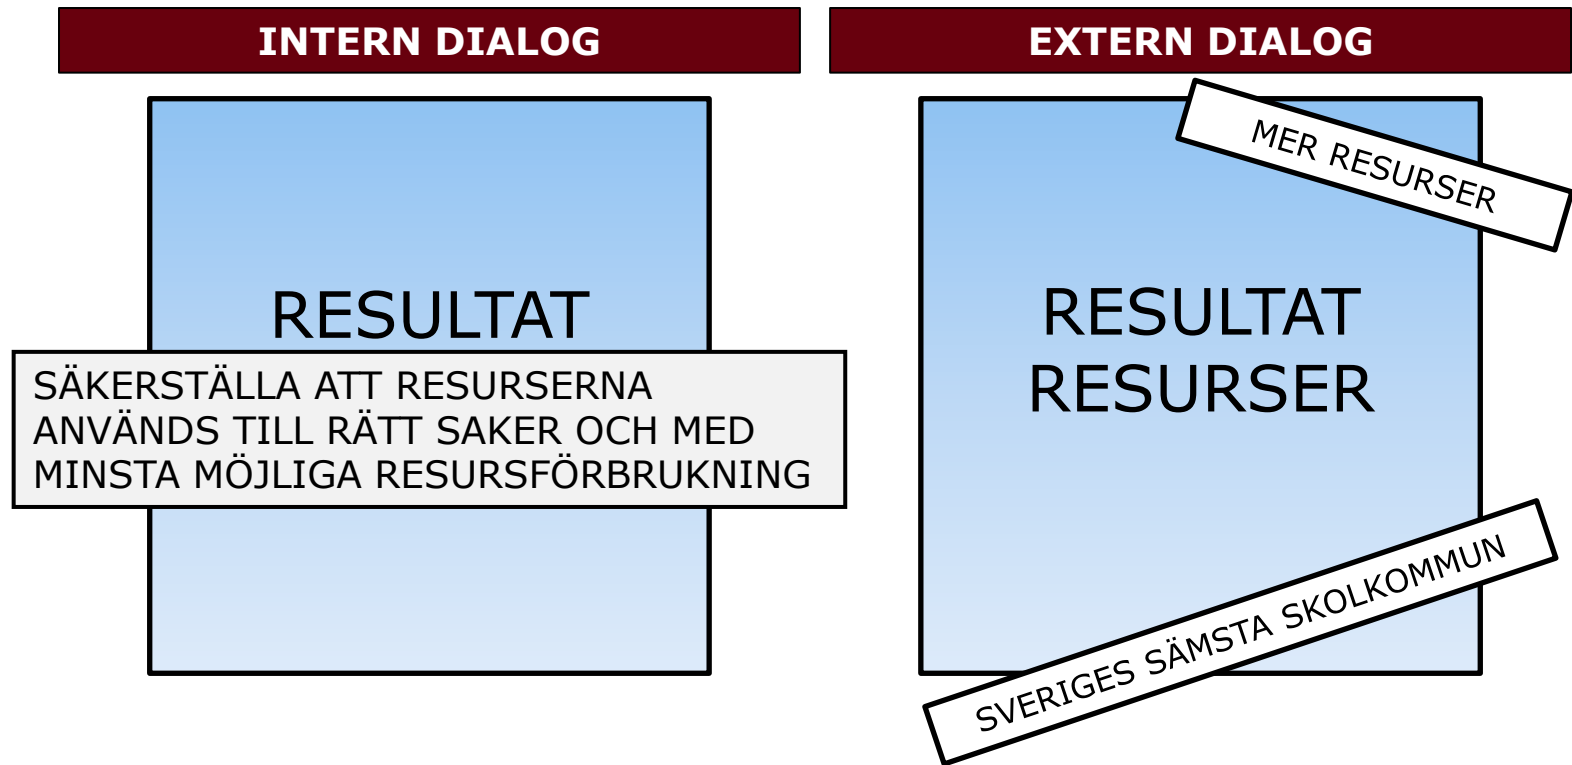 INTERN DIALOG
RESULTAT
SÄKERSTÄLLA ATT RESURSERNA
ANVÄNDS TILL RÄTT SAKER OCH MED
MINSTA MÖJLIGA RESURSFÖRBRUKNING
EXTERN DIALOG
MER RESURSER
RESULTAT
RESURSER
SVERIGES SÄMSTA SKOLKOMMUN